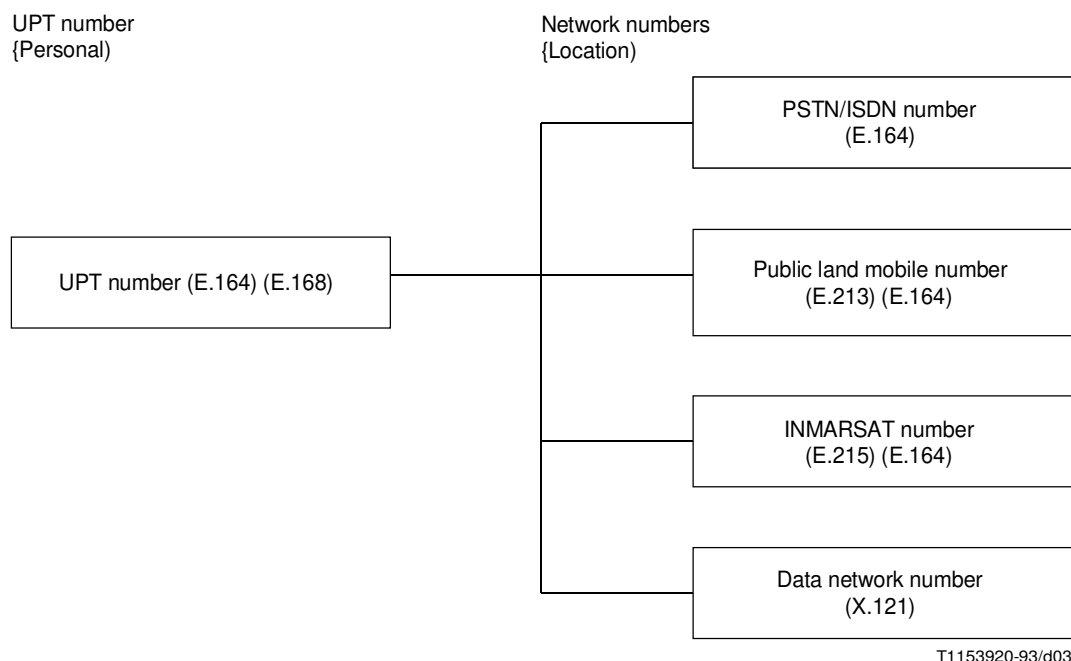 UPT number
{Personal)
Network numbers
{Location)
PSTN/ISDN number
(E.164)
UPT number (E.164) (E.168)
Public land mobile number
(E.213) (E.164)
INMARSAT number
(E.215) (E.164)
Data network number
(X.121)
T1153920-93/d03